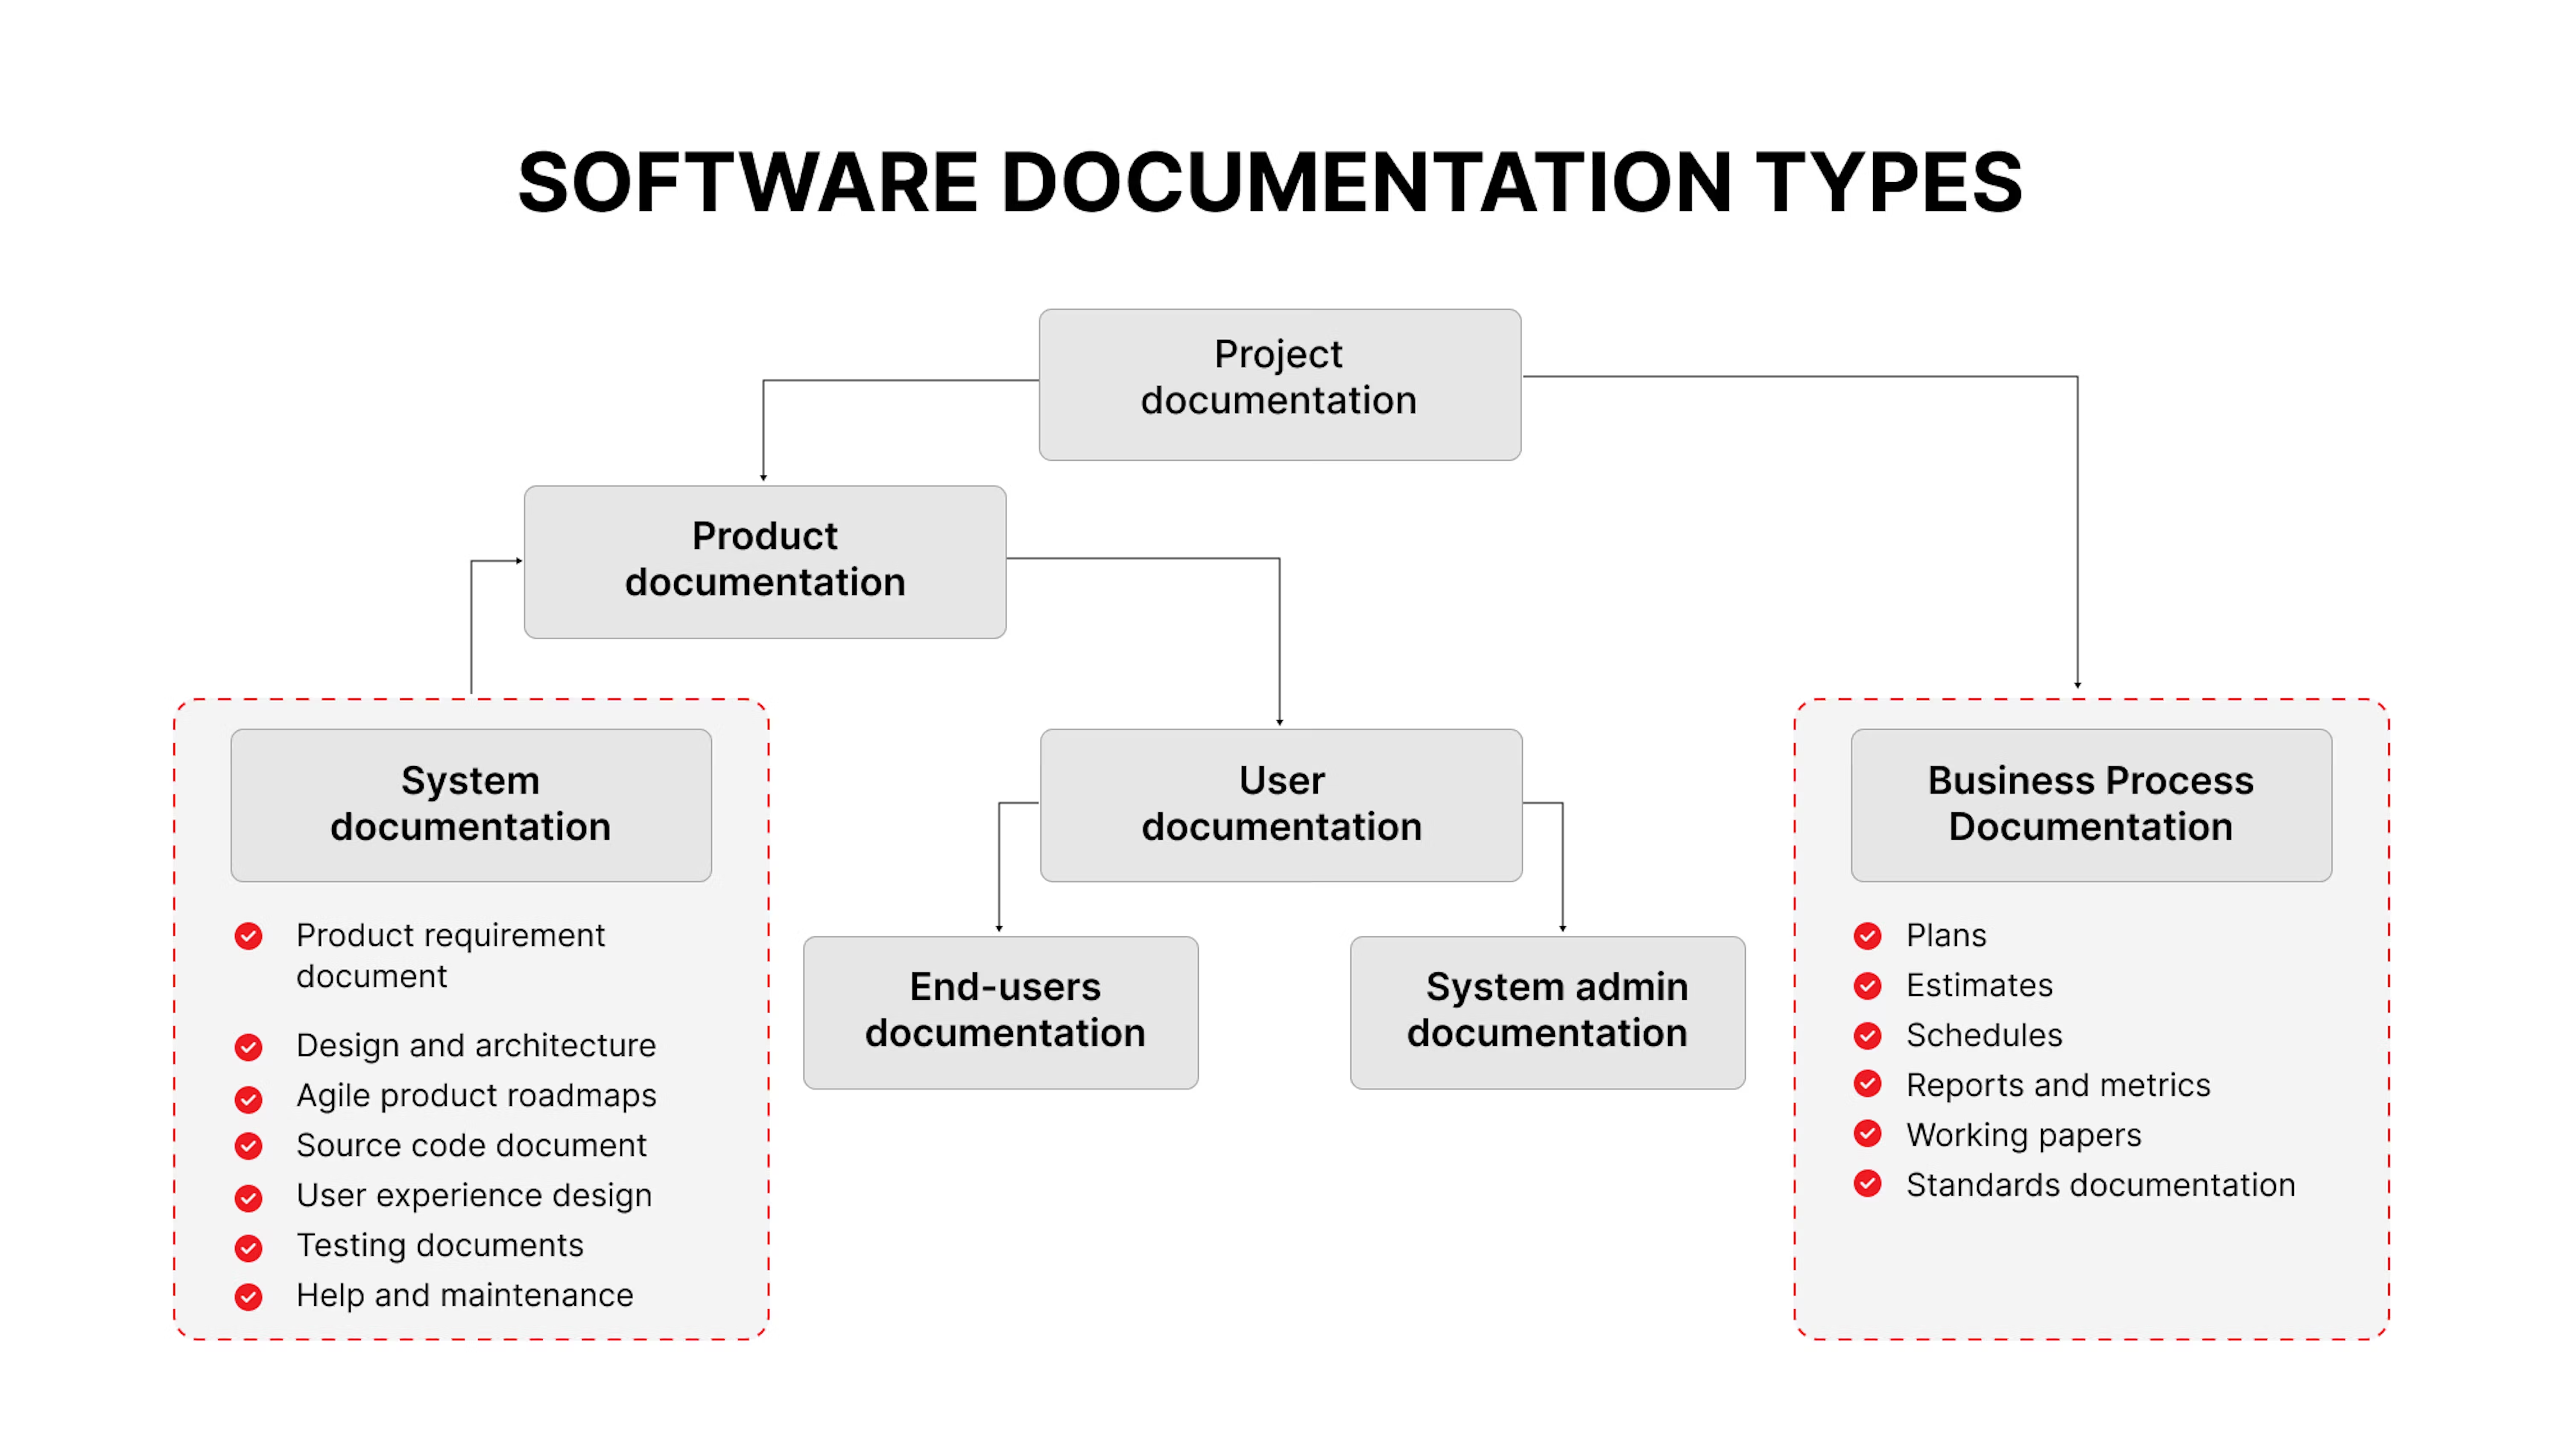 SOFTWARE DOCUMENTATION TYPES
Project
documentation
Product
documentation
System
documentation
Product requirement
document
Design and architecture
Agile product roadmaps
Source code document
User experience design
Testing documents
Help and maintenance
User
documentation
End-users
documentation
System admin
documentation
Business Process
Documentation
Plans
Estimates
Schedules
Reports and metrics
Working papers
Standards documentation